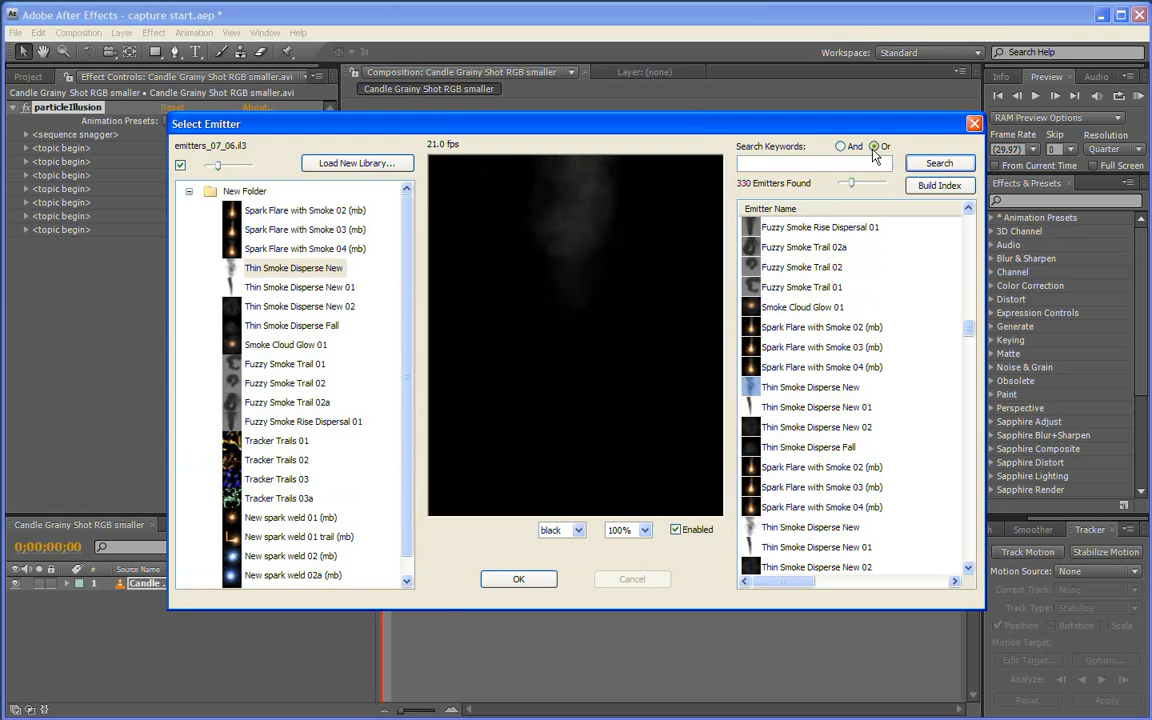 Adobe After Effects - capture start.aep *
File Edit Composition Layer Effect Animation View Window Help
Workspace: Standard Search Help
Project Effect Controls: Candle Grainy Shot RGB smaller.avi
Composition: Candle Grainy Shot RGB smaller Layer: (none)
Info Preview Audio
Candle Grainy Shot RGB smaller.avi • Candle Grainy Shot RGB smaller.avi
Candle Grainy Shot RGB smaller
fx particleIllusion Reset About...
Animation Presets:
<sequence snagger>
<topic begin>
<topic begin>
<topic begin>
<topic begin>
<topic begin>
Select Emitter
emitters_07_06.il3
Load New Library...
New Folder
Spark Flare with Smoke 02 (mb)
Spark Flare with Smoke 03 (mb)
Spark Flare with Smoke 04 (mb)
Thin Smoke Disperse New
Thin Smoke Disperse New 01
Thin Smoke Disperse New 02
Thin Smoke Disperse Fall
Smoke Cloud Glow 01
Fuzzy Smoke Trail 01
Fuzzy Smoke Trail 02
Fuzzy Smoke Trail 02a
Fuzzy Smoke Rise Dispersal 01
Tracker Trails 01
Tracker Trails 02
Tracker Trails 03
Tracker Trails 03a
New spark weld 01 (mb)
New spark weld 01 trail (mb)
New spark weld 02 (mb)
New spark weld 02a (mb)
21.0 fps
black 100% Enabled
OK Cancel
Search Keywords: And Or
Search
330 Emitters Found Build Index
Emitter Name
Fuzzy Smoke Rise Dispersal 01
Fuzzy Smoke Trail 02a
Fuzzy Smoke Trail 02
Fuzzy Smoke Trail 01
Smoke Cloud Glow 01
Spark Flare with Smoke 02 (mb)
Spark Flare with Smoke 03 (mb)
Spark Flare with Smoke 04 (mb)
Thin Smoke Disperse New
Thin Smoke Disperse New 01
Thin Smoke Disperse New 02
Thin Smoke Disperse Fall
Spark Flare with Smoke 02 (mb)
Spark Flare with Smoke 03 (mb)
Spark Flare with Smoke 04 (mb)
Thin Smoke Disperse New
Thin Smoke Disperse New 01
Thin Smoke Disperse New 02
RAM Preview Options
Frame Rate Skip Resolution
(29.97) 0 Quarter
From Current Time Full Screen
Effects & Presets
* Animation Presets
3D Channel
Audio
Blur & Sharpen
Channel
Color Correction
Distort
Expression Controls
Generate
Keying
Matte
Noise & Grain
Obsolete
Paint
Perspective
Sapphire Adjust
Sapphire Blur+Sharpen
Sapphire Composite
Sapphire Distort
Sapphire Lighting
Sapphire Render
Candle Grainy Shot RGB smaller
0;00;00;00
# Source Name
1 Candle
Smoother Tracker
Track Motion Stabilize Motion
Motion Source: None
Current Track: None
Track Type: Stabilize
Position Rotation Scale
Motion Target:
Edit Target... Options...
Analyze:
Reset Apply